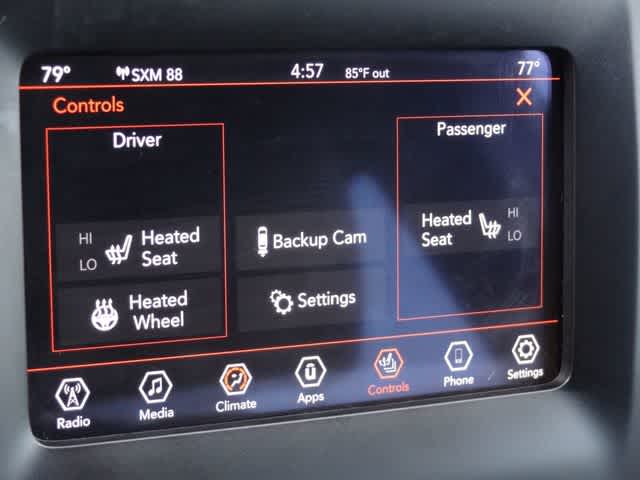 79° SXM 88 4:57 85°F out 77°
Controls X
Driver
Passenger
HI
LO
Heated
Seat
Heated
Wheel
Backup Cam
Settings
Heated
Seat
HI
LO
Radio Media Climate Apps Controls Phone Settings